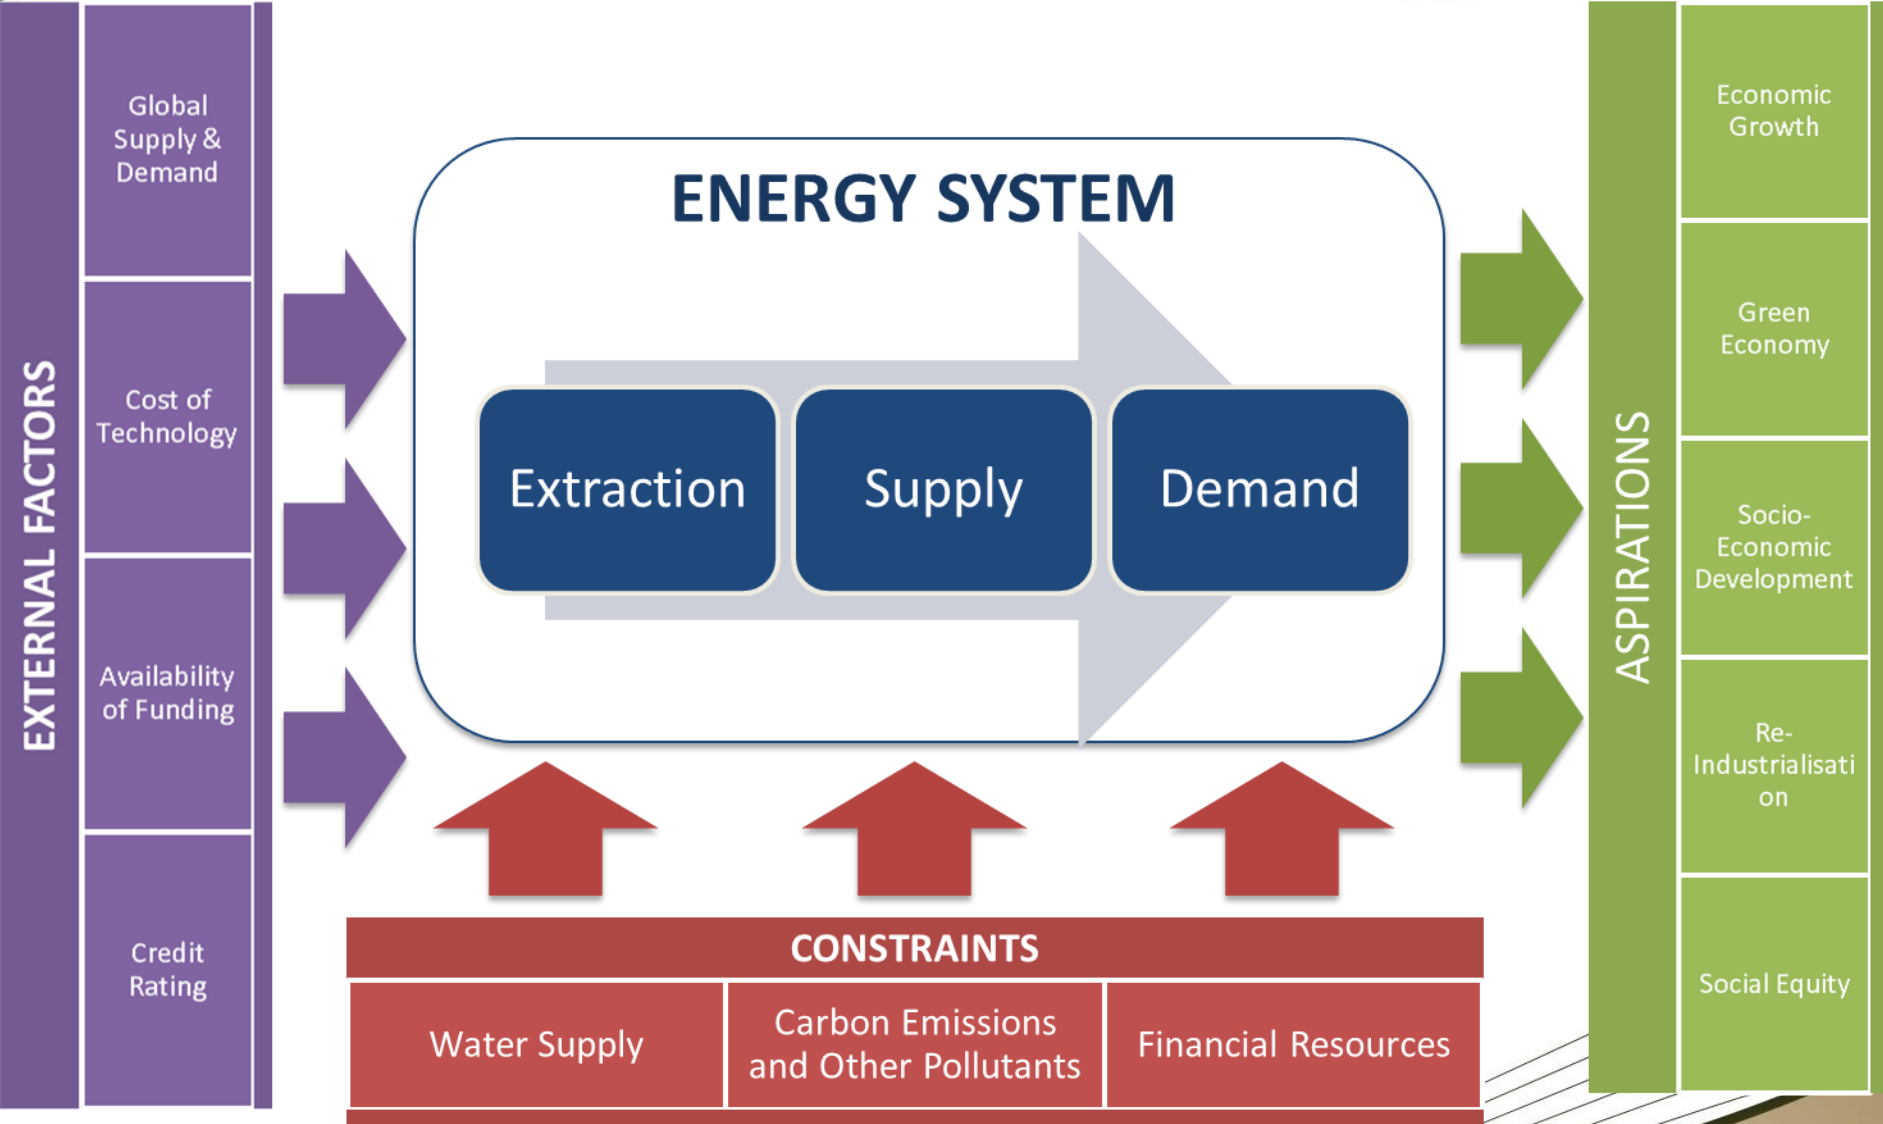 EXTERNAL FACTORS
Global
Supply &
Demand
Cost of
Technology
Availability
of Funding
Credit
Rating
ENERGY SYSTEM
Extraction
Supply
Demand
CONSTRAINTS
Water Supply
Carbon Emissions
and Other Pollutants
Financial Resources
ASPIRATIONS
Economic
Growth
Green
Economy
Socio-
Economic
Development
Re-
Industrialisati
on
Social Equity